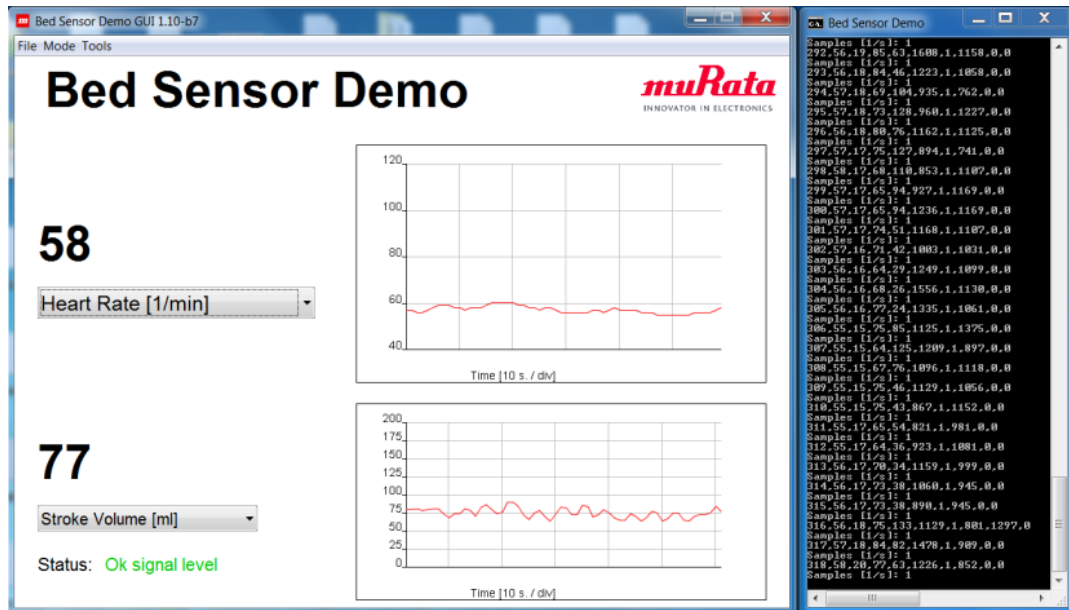 Bed Sensor Demo GUI 1.10-b7
File Mode Tools
Bed Sensor Demo
muRata
INNOVATOR IN ELECTRONICS
58
Heart Rate [1/min]
120
100
80
60
40
Time [10 s. / div]
77
Stroke Volume [ml]
Status: Ok signal level
200
175
150
125
100
75
50
25
0
Time [10 s. / div]
Bed Sensor Demo
Samples [1/s]: 1
292,56,19,85,63,1608,1,1158,0,0
Samples [1/s]: 1
293,56,18,84,46,1223,1,1058,0,0
Samples [1/s]: 1
294,57,18,69,104,935,1,762,0,0
Samples [1/s]: 1
295,57,18,73,128,960,1,1227,0,0
Samples [1/s]: 1
296,56,18,80,76,1162,1,1125,0,0
Samples [1/s]: 1
297,57,17,75,127,894,1,741,0,0
Samples [1/s]: 1
298,58,17,68,110,853,1,1107,0,0
Samples [1/s]: 1
299,57,17,65,94,927,1,1169,0,0
Samples [1/s]: 1
300,57,17,65,94,1236,1,1169,0,0
Samples [1/s]: 1
301,57,17,74,51,1168,1,1107,0,0
Samples [1/s]: 1
302,57,16,71,42,1003,1,1031,0,0
Samples [1/s]: 1
303,56,16,64,29,1249,1,1099,0,0
Samples [1/s]: 1
304,56,16,68,26,1556,1,1130,0,0
Samples [1/s]: 1
305,56,16,77,24,1335,1,1061,0,0
Samples [1/s]: 1
306,55,15,75,85,1125,1,1375,0,0
Samples [1/s]: 1
307,55,15,64,125,1209,1,897,0,0
Samples [1/s]: 1
308,55,15,67,76,1096,1,1118,0,0
Samples [1/s]: 1
309,55,15,75,46,1129,1,1056,0,0
Samples [1/s]: 1
310,55,15,75,43,867,1,1152,0,0
Samples [1/s]: 1
311,55,17,65,54,821,1,981,0,0
Samples [1/s]: 1
312,55,17,64,36,923,1,1081,0,0
Samples [1/s]: 1
313,56,17,70,34,1159,1,999,0,0
Samples [1/s]: 1
314,56,17,73,38,1060,1,945,0,0
Samples [1/s]: 1
315,56,17,73,38,890,1,945,0,0
Samples [1/s]: 1
316,56,18,75,133,1129,1,801,1297,0
Samples [1/s]: 1
317,57,18,84,82,1478,1,909,0,0
Samples [1/s]: 1
318,58,20,77,63,1226,1,852,0,0
Samples [1/s]: 1